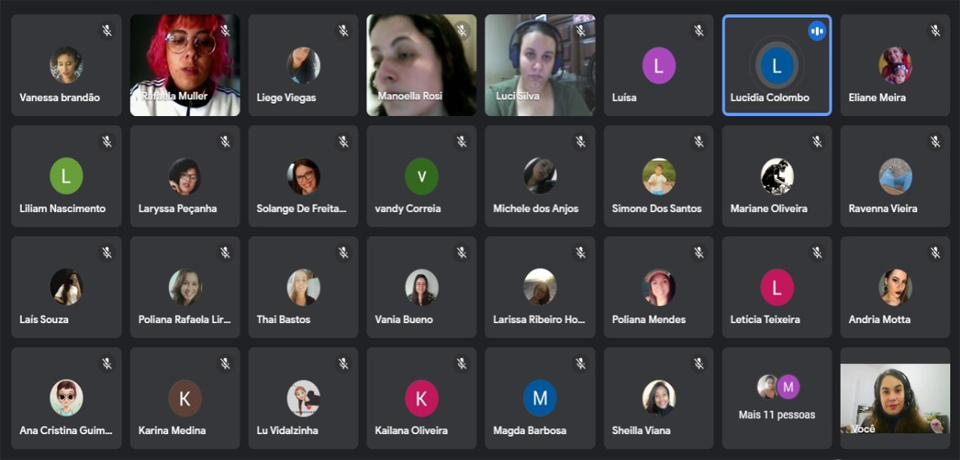 Vanessa brandão
Rafaela Muller
Liege Viegas
Manoella Rosi
Luci Silva
L
Luísa
L
Lucidia Colombo
Eliane Meira
L
Liliam Nascimento
Laryssa Peçanha
Solange De Freita...
v
vandy Correia
Michele dos Anjos
Simone Dos Santos
Mariane Oliveira
Ravenna Vieira
Laís Souza
Poliana Rafaela Lir...
Thai Bastos
Vania Bueno
Larissa Ribeiro Ho...
Poliana Mendes
L
Letícia Teixeira
Andria Motta
Ana Cristina Guim...
K
Karina Medina
Lu Vidalzinha
K
Kailana Oliveira
M
Magda Barbosa
Sheilla Viana
M
Mais 11 pessoas
Você